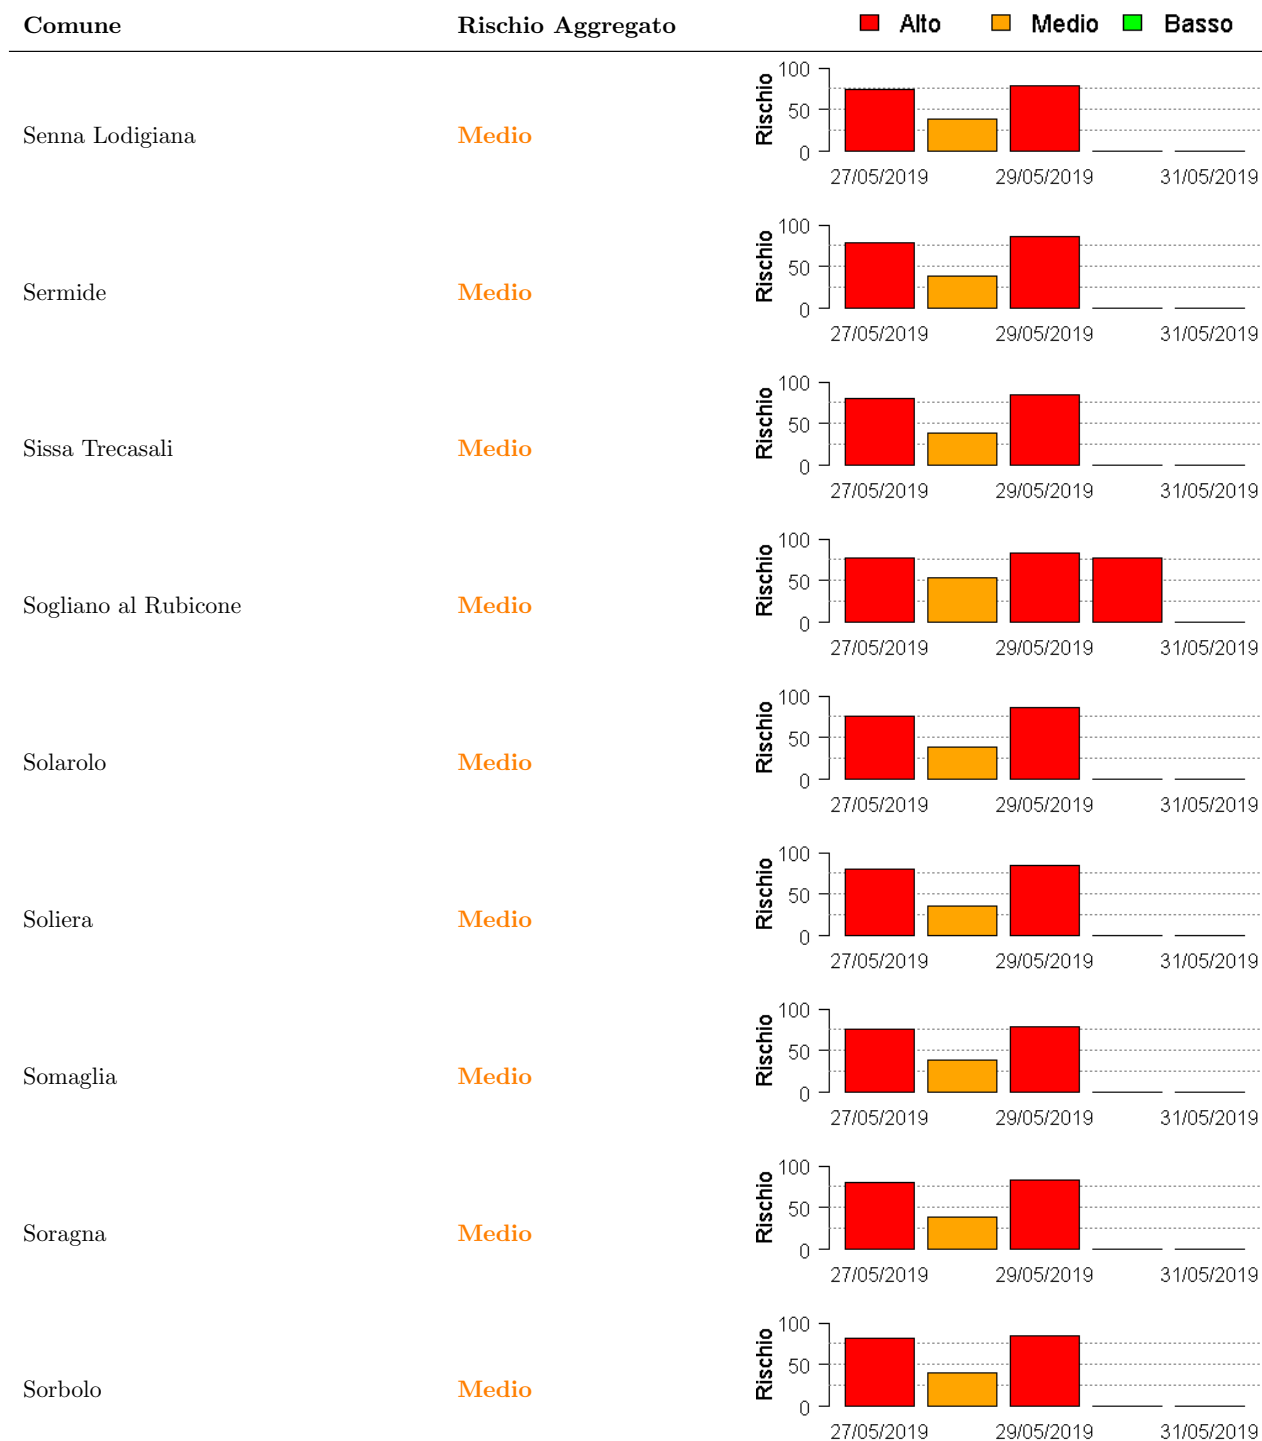 Comune Rischio Aggregato Alto Medio Basso
100
50
0
Rischio
Senna Lodigiana Medio
27/05/2019 29/05/2019 31/05/2019
100
50
0
Rischio
Sermide Medio
27/05/2019 29/05/2019 31/05/2019
100
50
0
Rischio
Sissa Trecasali Medio
27/05/2019 29/05/2019 31/05/2019
100
50
0
Rischio
Sogliano al Rubicone Medio
27/05/2019 29/05/2019 31/05/2019
100
50
0
Rischio
Solarolo Medio
27/05/2019 29/05/2019 31/05/2019
100
50
0
Rischio
Soliera Medio
27/05/2019 29/05/2019 31/05/2019
100
50
0
Rischio
Somaglia Medio
27/05/2019 29/05/2019 31/05/2019
100
50
0
Rischio
Soragna Medio
27/05/2019 29/05/2019 31/05/2019
100
50
0
Rischio
Sorbolo Medio
27/05/2019 29/05/2019 31/05/2019